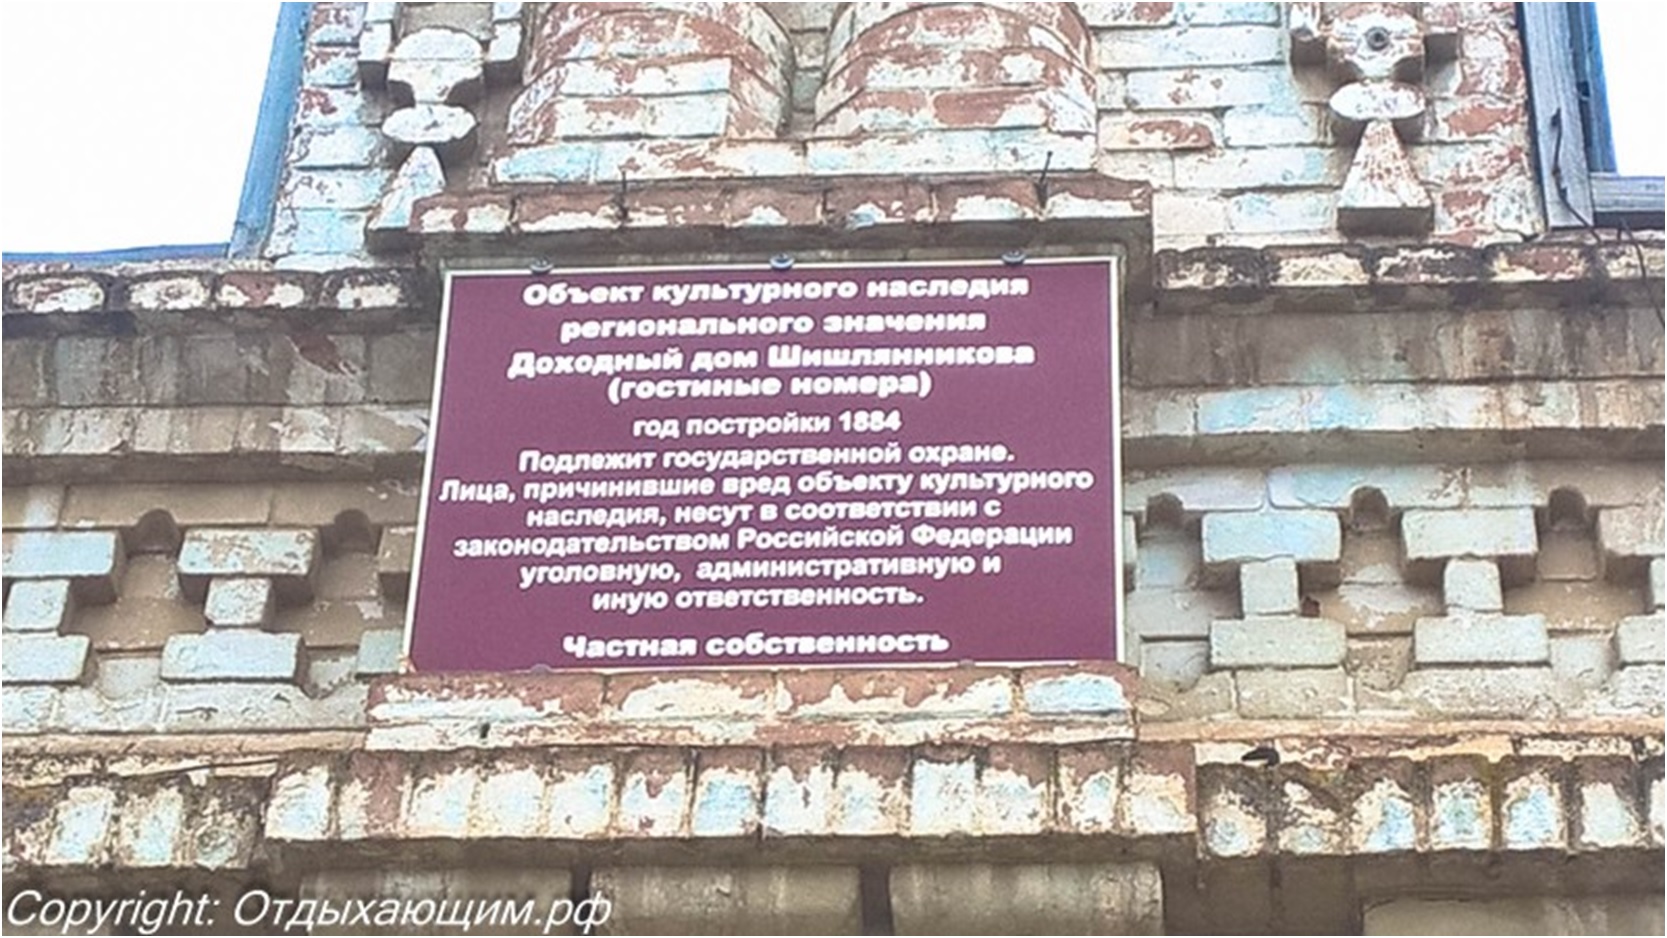 Объект культурного наследия
регионального значения
Доходный дом Шишлянникова
(гостиные номера)
год постройки 1884
Подлежит государственной охране.
Лица, причинившие вред объекту культурного
наследия, несут в соответствии с
законодательством Российской Федерации
уголовную, административную и
иную ответственность.
Частная собственность
Copyright: Отдыхающим.рф